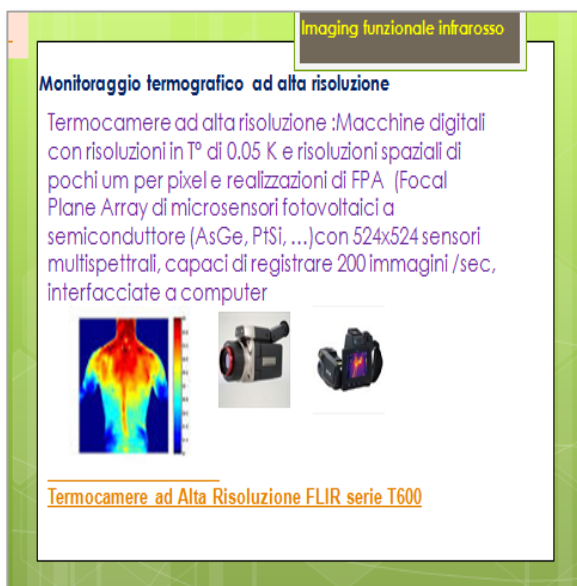 Imaging funzionale infrarosso
Monitoraggio termografico ad alta risoluzione
Termocamere ad alta risoluzione :Macchine digitali
con risoluzioni in T° di 0.05 K e risoluzioni spaziali di
pochi um per pixel e realizzazioni di FPA (Focal
Plane Array di microsensori fotovoltaici a
semiconduttore (AsGe, PtSi, ...)con 524x524 sensori
multispettrali, capaci di registrare 200 immagini /sec,
interfacciate a computer
Termocamere ad Alta Risoluzione FLIR serie T600